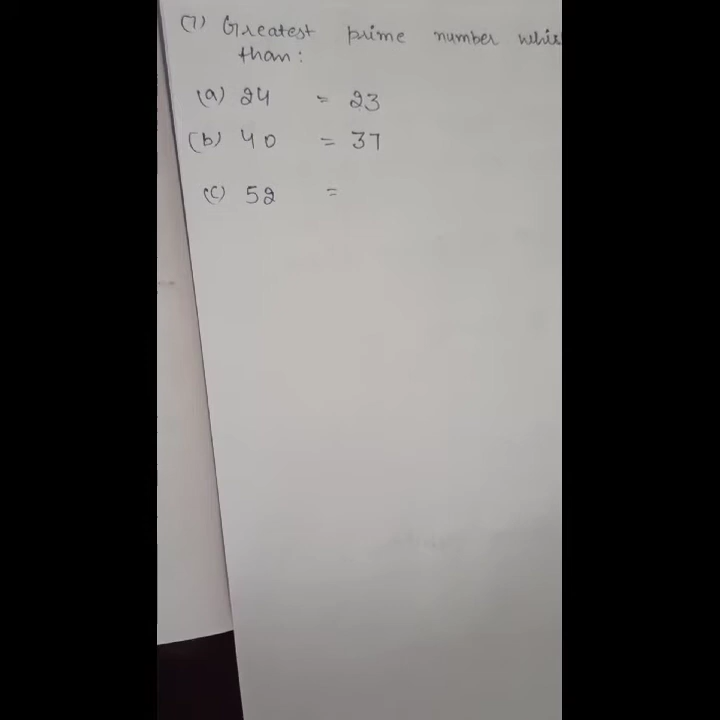 (7) Greatest prime number
than:
(a) 24 = 23
(b) 40 = 37
(c) 52 =